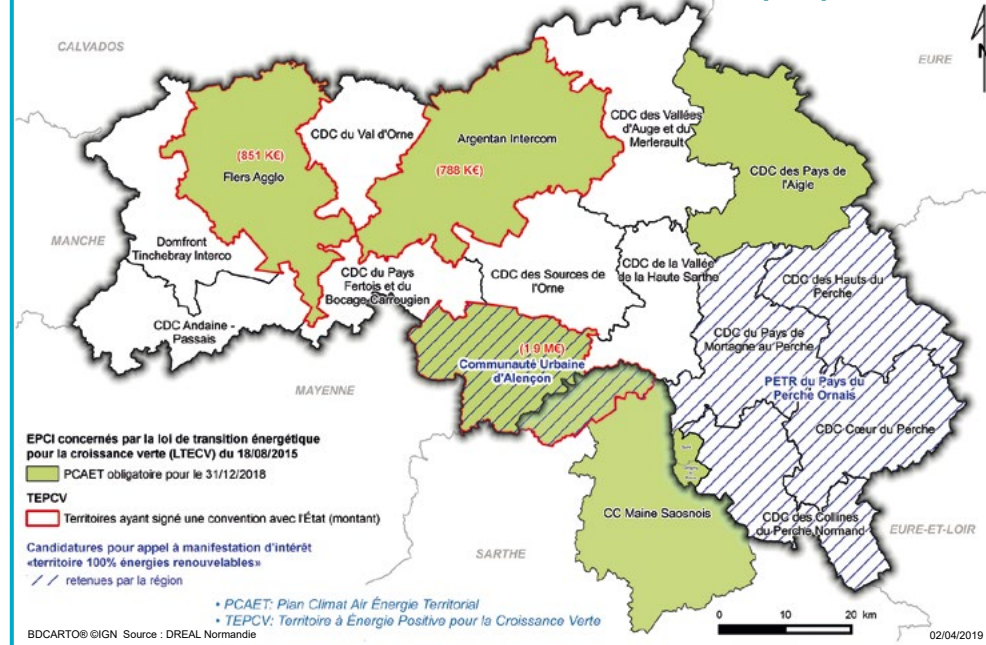 CALVADOS
EURE
N
CDC du Val d'Orne
Argentan Intercom
CDC des Vallées
d'Auge et du
Merlerault
(851 K€)
Flers Agglo
(788 K€)
CDC des Pays de
l'Aigle
MANCHE
Domfront
Tinchebray Interco
CDC du Pays
Fertois et du
Bocage Carrougien
CDC des Sources de
l'Orne
CDC de la Vallée
de la Haute Sarthe
CDC des Hauts du
Perche
CDC Andaine -
Passais
(1.9 M€)
Communauté Urbaine
d'Alençon
CDC du Pays de
Mortagne au Perche
MAYENNE
PETR du Pays du
Perche Ornais
CDC Cœur du Perche
EPCI concernés par la loi de transition énergétique
pour la croissance verte (LTECV) du 18/08/2015
PCAET obligatoire pour le 31/12/2018
TEPCV
Territoires ayant signé une convention avec l'État (montant)
CC Maine Saosnois
CDC des Collines
du Perche Normand
EURE-ET-LOIR
SARTHE
Candidatures pour appel à manifestation d'intérêt
«territoire 100% énergies renouvelables»
retenues par la région
• PCAET: Plan Climat Air Énergie Territorial
• TEPCV: Territoire à Énergie Positive pour la Croissance Verte
0 10 20 km
BDCARTO® ©IGN Source : DREAL Normandie
02/04/2019